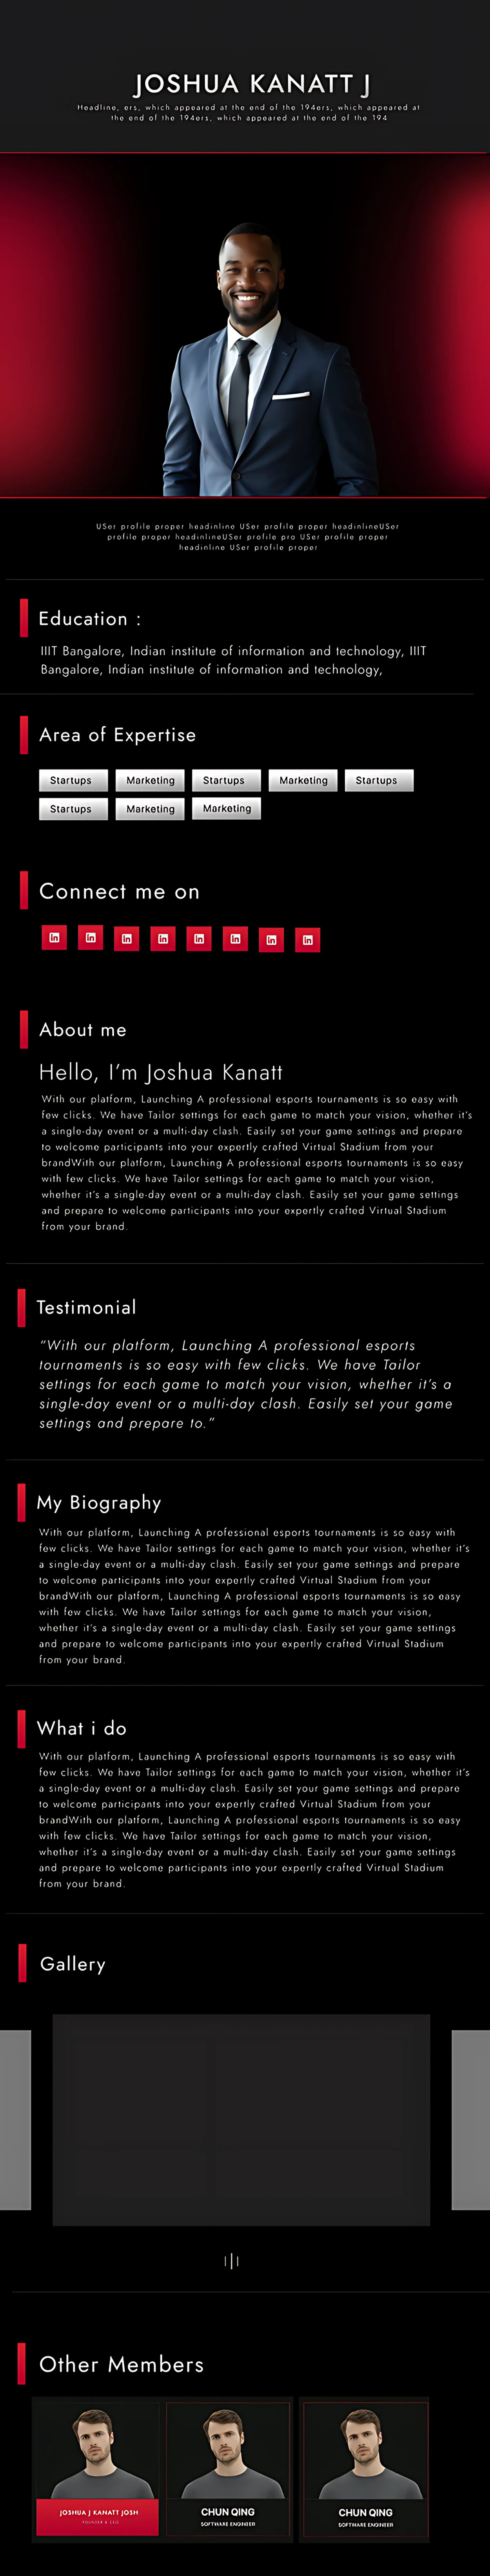 JOSHUA KANATT J
Headline, ers, which appeared at the end of the 194ers, which appeared at
the end of the 194ers, which appeared at the end of the 194
USer profile proper headinline USer profile proper headinlineUSer
profile proper headinlineUSer profile pro USer profile proper
headinline USer profile proper
Education :
IIIT Bangalore, Indian institute of information and technology, IIIT
Bangalore, Indian institute of information and technology,
Area of Expertise
Startups Marketing Startups Marketing Startups
Startups Marketing Marketing
Connect me on
in in in in in in in in
About me
Hello, I'm Joshua Kanatt
With our platform, Launching A professional esports tournaments is so easy with
few clicks. We have Tailor settings for each game to match your vision, whether it's
a single-day event or a multi-day clash. Easily set your game settings and prepare
to welcome participants into your expertly crafted Virtual Stadium from your
brandWith our platform, Launching A professional esports tournaments is so easy
with few clicks. We have Tailor settings for each game to match your vision,
whether it's a single-day event or a multi-day clash. Easily set your game settings
and prepare to welcome participants into your expertly crafted Virtual Stadium
from your brand.
Testimonial
"With our platform, Launching A professional esports
tournaments is so easy with few clicks. We have Tailor
settings for each game to match your vision, whether it's a
single-day event or a multi-day clash. Easily set your game
settings and prepare to."
My Biography
With our platform, Launching A professional esports tournaments is so easy with
few clicks. We have Tailor settings for each game to match your vision, whether it's
a single-day event or a multi-day clash. Easily set your game settings and prepare
to welcome participants into your expertly crafted Virtual Stadium from your
brandWith our platform, Launching A professional esports tournaments is so easy
with few clicks. We have Tailor settings for each game to match your vision,
whether it's a single-day event or a multi-day clash. Easily set your game settings
and prepare to welcome participants into your expertly crafted Virtual Stadium
from your brand.
What i do
With our platform, Launching A professional esports tournaments is so easy with
few clicks. We have Tailor settings for each game to match your vision, whether it's
a single-day event or a multi-day clash. Easily set your game settings and prepare
to welcome participants into your expertly crafted Virtual Stadium from your
brandWith our platform, Launching A professional esports tournaments is so easy
with few clicks. We have Tailor settings for each game to match your vision,
whether it's a single-day event or a multi-day clash. Easily set your game settings
and prepare to welcome participants into your expertly crafted Virtual Stadium
from your brand.
Gallery
Other Members
JOSHUA J KANATT JOSH
FOUNDER & CEO
CHUN QING
SOFTWARE ENGINEER
CHUN QING
SOFTWARE ENGINEER